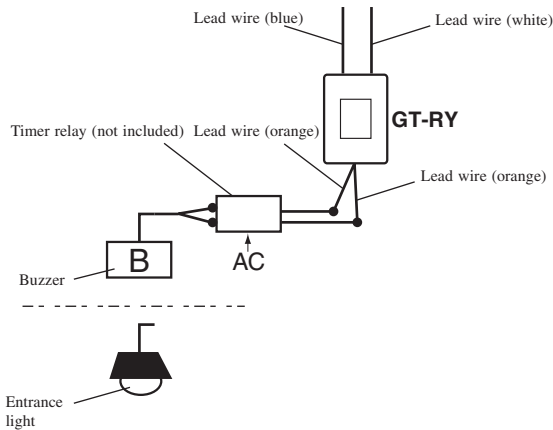 Lead wire (blue)
Lead wire (white)
GT-RY
Timer relay (not included)
Lead wire (orange)
Lead wire (orange)
B
AC
Buzzer
Entrance
light